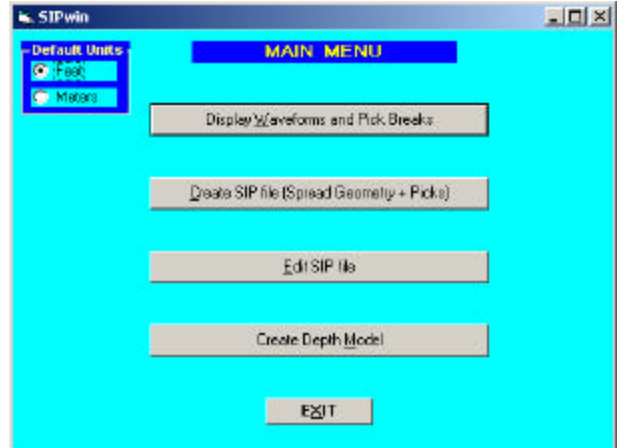 SIPwin
Default Units
MAIN MENU
Feet
Meters
Display Waveforms and Pick Breaks
Create SIP file (Spread Geometry + Picks)
Edit SIP file
Create Depth Model
EXIT